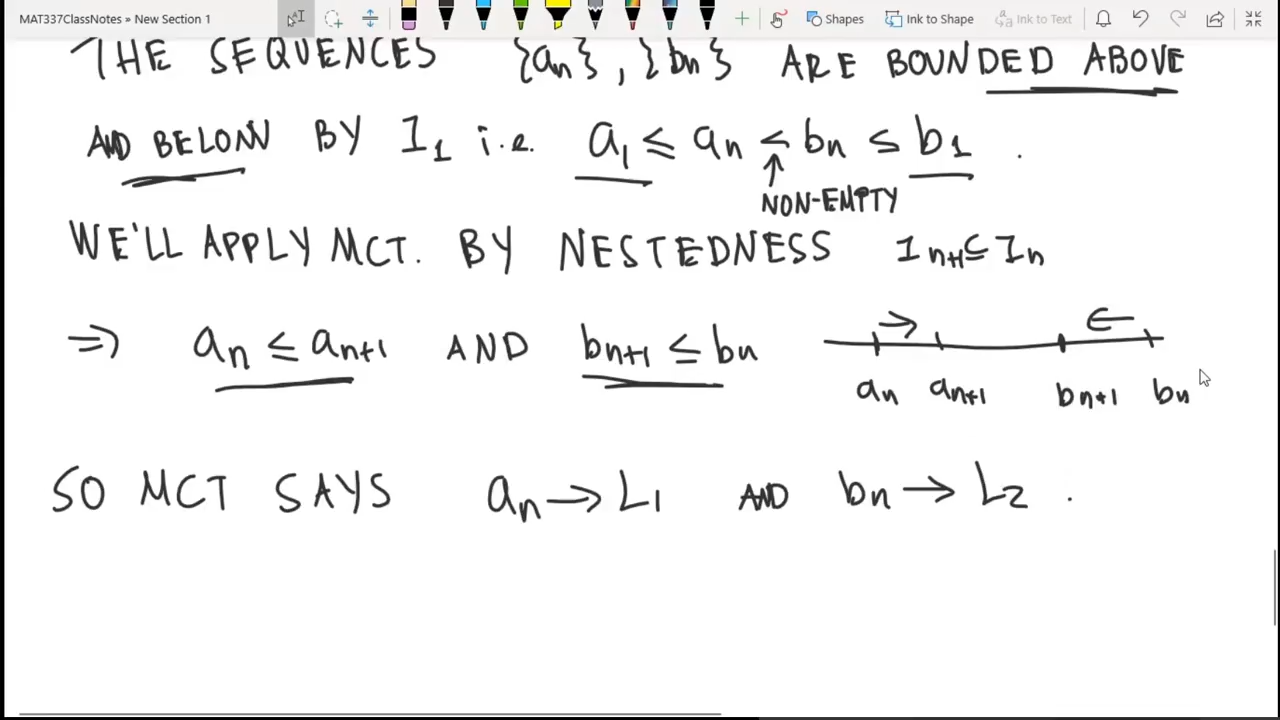 MAT337ClassNotes » New Section 1 Shapes Ink to Shape Ink to Text
THE SEQUENCES {an}, {bn} ARE BOUNDED ABOVE
AND BELOW BY I1 i.e. a1 ≤ an ≤ bn ≤ b1 .
↑
NON-EMPTY
WE'LL APPLY MCT. BY NESTEDNESS In+1 ⊆ In
⇒ an ≤ an+1 AND bn+1 ≤ bn → ←
an an+1 bn+1 bn
SO MCT SAYS an → L1 AND bn → L2 .